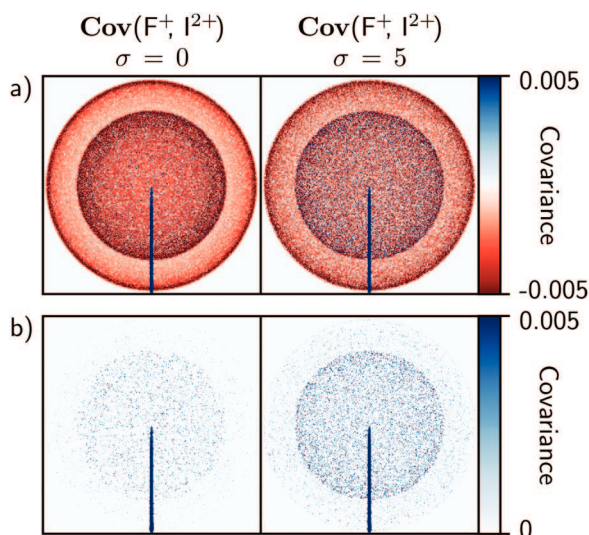 Cov(F⁺, I²⁺) Cov(F⁺, I²⁺)
σ = 0 σ = 5
a)
0.005
Covariance
-0.005
b)
0.005
Covariance
0